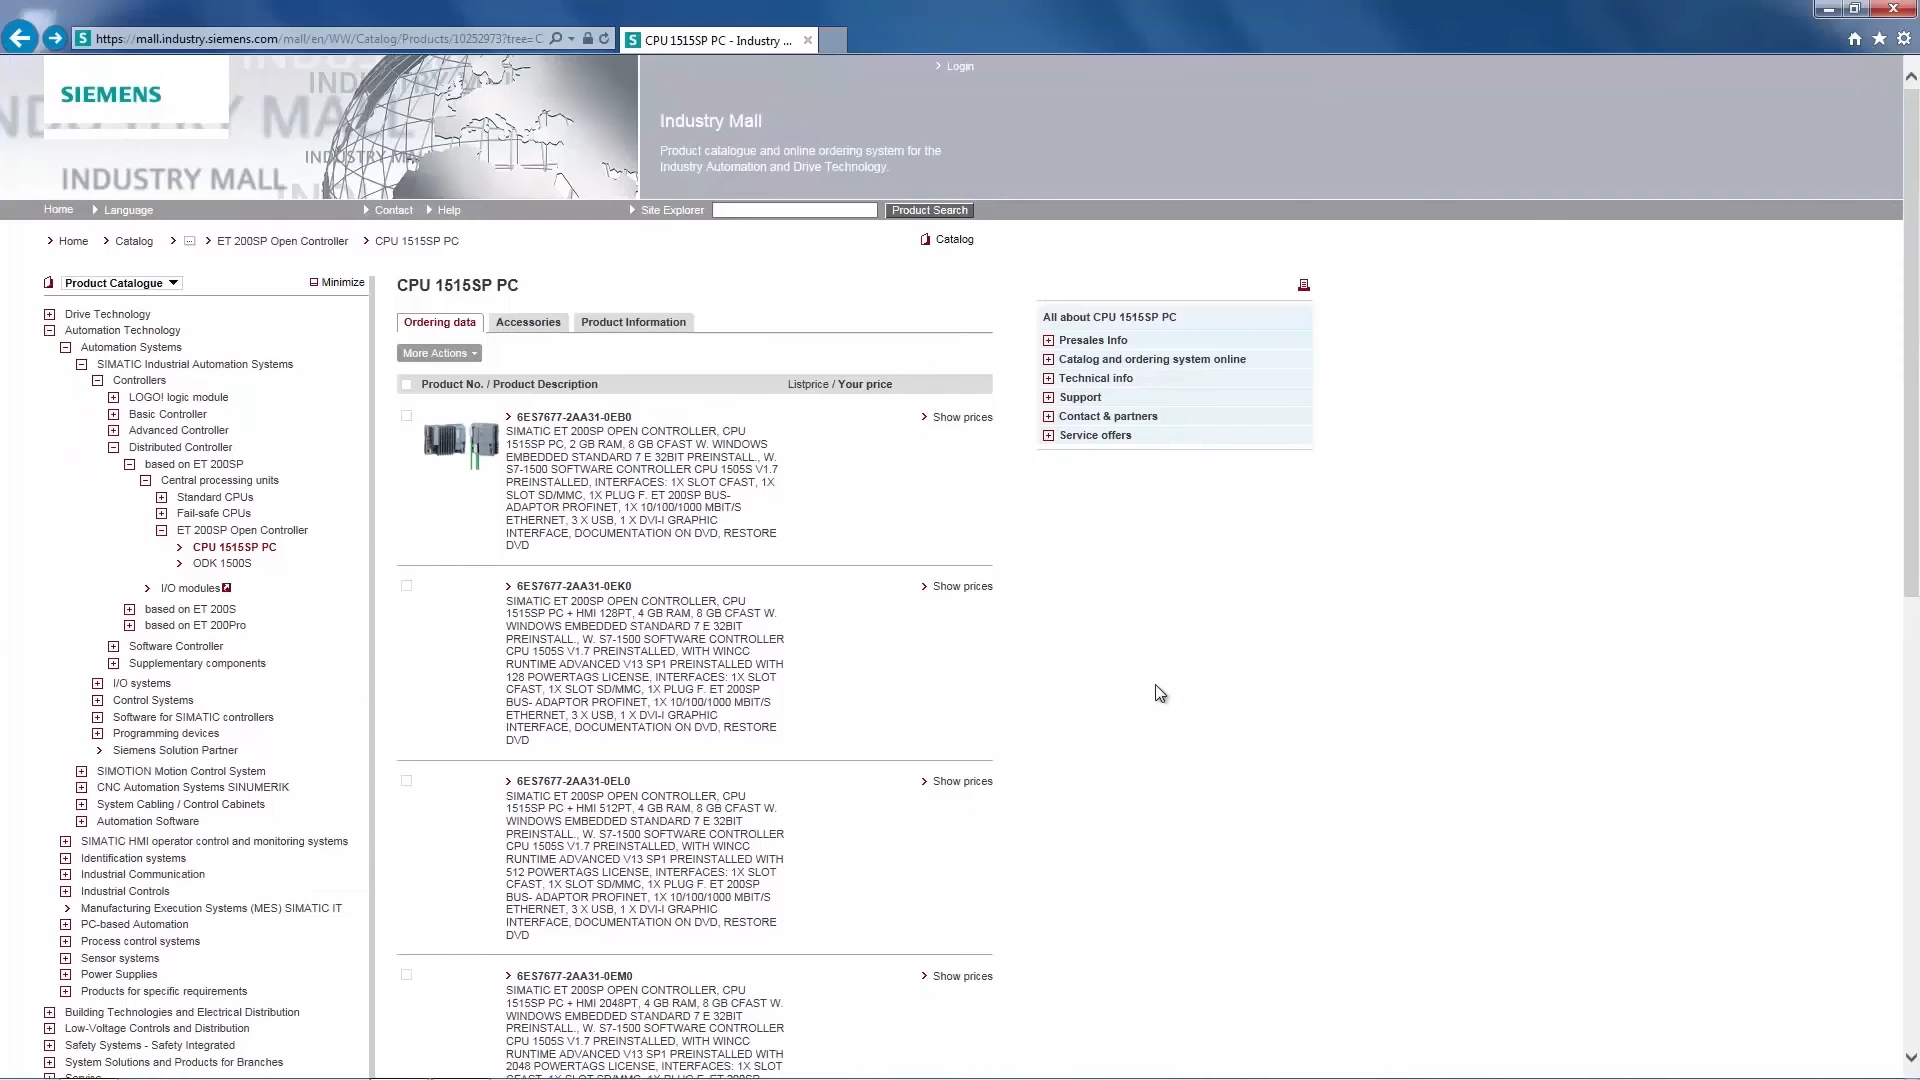 https://mall.industry.siemens.com/mall/en/WW/Catalog/Products/10252973?tree=C
CPU 1515SP PC - Industry ...
SIEMENS
INDUSTRY MALL
Login
Industry Mall
Product catalogue and online ordering system for the
Industry Automation and Drive Technology.
Home Language Contact Help Site Explorer Product Search
Home Catalog ... ET 200SP Open Controller CPU 1515SP PC
Catalog
Product Catalogue Minimize
Drive Technology
Automation Technology
Automation Systems
SIMATIC Industrial Automation Systems
Controllers
LOGO! logic module
Basic Controller
Advanced Controller
Distributed Controller
based on ET 200SP
Central processing units
Standard CPUs
Fail-safe CPUs
ET 200SP Open Controller
CPU 1515SP PC
ODK 1500S
I/O modules
based on ET 200S
based on ET 200Pro
Software Controller
Supplementary components
I/O systems
Control Systems
Software for SIMATIC controllers
Programming devices
Siemens Solution Partner
SIMOTION Motion Control System
CNC Automation Systems SINUMERIK
System Cabling / Control Cabinets
Automation Software
SIMATIC HMI operator control and monitoring systems
Identification systems
Industrial Communication
Industrial Controls
Manufacturing Execution Systems (MES) SIMATIC IT
PC-based Automation
Process control systems
Sensor systems
Power Supplies
Products for specific requirements
Building Technologies and Electrical Distribution
Low-Voltage Controls and Distribution
Safety Systems - Safety Integrated
System Solutions and Products for Branches
CPU 1515SP PC
Ordering data Accessories Product Information
More Actions
Product No. / Product Description Listprice / Your price
6ES7677-2AA31-0EB0 Show prices
SIMATIC ET 200SP OPEN CONTROLLER, CPU
1515SP PC, 2 GB RAM, 8 GB CFAST W. WINDOWS
EMBEDDED STANDARD 7 E 32BIT PREINSTALL., W.
S7-1500 SOFTWARE CONTROLLER CPU 1505S V1.7
PREINSTALLED, INTERFACES: 1X SLOT CFAST, 1X
SLOT SD/MMC, 1X PLUG F. ET 200SP BUS-
ADAPTOR PROFINET, 1X 10/100/1000 MBIT/S
ETHERNET, 3 X USB, 1 X DVI-I GRAPHIC
INTERFACE, DOCUMENTATION ON DVD, RESTORE
DVD
6ES7677-2AA31-0EK0 Show prices
SIMATIC ET 200SP OPEN CONTROLLER, CPU
1515SP PC + HMI 128PT, 4 GB RAM, 8 GB CFAST W.
WINDOWS EMBEDDED STANDARD 7 E 32BIT
PREINSTALL., W. S7-1500 SOFTWARE CONTROLLER
CPU 1505S V1.7 PREINSTALLED, WITH WINCC
RUNTIME ADVANCED V13 SP1 PREINSTALLED WITH
128 POWERTAGS LICENSE, INTERFACES: 1X SLOT
CFAST, 1X SLOT SD/MMC, 1X PLUG F. ET 200SP
BUS- ADAPTOR PROFINET, 1X 10/100/1000 MBIT/S
ETHERNET, 3 X USB, 1 X DVI-I GRAPHIC
INTERFACE, DOCUMENTATION ON DVD, RESTORE
DVD
6ES7677-2AA31-0EL0 Show prices
SIMATIC ET 200SP OPEN CONTROLLER, CPU
1515SP PC + HMI 512PT, 4 GB RAM, 8 GB CFAST W.
WINDOWS EMBEDDED STANDARD 7 E 32BIT
PREINSTALL., W. S7-1500 SOFTWARE CONTROLLER
CPU 1505S V1.7 PREINSTALLED, WITH WINCC
RUNTIME ADVANCED V13 SP1 PREINSTALLED WITH
512 POWERTAGS LICENSE, INTERFACES: 1X SLOT
CFAST, 1X SLOT SD/MMC, 1X PLUG F. ET 200SP
BUS- ADAPTOR PROFINET, 1X 10/100/1000 MBIT/S
ETHERNET, 3 X USB, 1 X DVI-I GRAPHIC
INTERFACE, DOCUMENTATION ON DVD, RESTORE
DVD
6ES7677-2AA31-0EM0 Show prices
SIMATIC ET 200SP OPEN CONTROLLER, CPU
1515SP PC + HMI 2048PT, 4 GB RAM, 8 GB CFAST W.
WINDOWS EMBEDDED STANDARD 7 E 32BIT
PREINSTALL., W. S7-1500 SOFTWARE CONTROLLER
CPU 1505S V1.7 PREINSTALLED, WITH WINCC
RUNTIME ADVANCED V13 SP1 PREINSTALLED WITH
2048 POWERTAGS LICENSE, INTERFACES: 1X SLOT
All about CPU 1515SP PC
Presales Info
Catalog and ordering system online
Technical info
Support
Contact & partners
Service offers